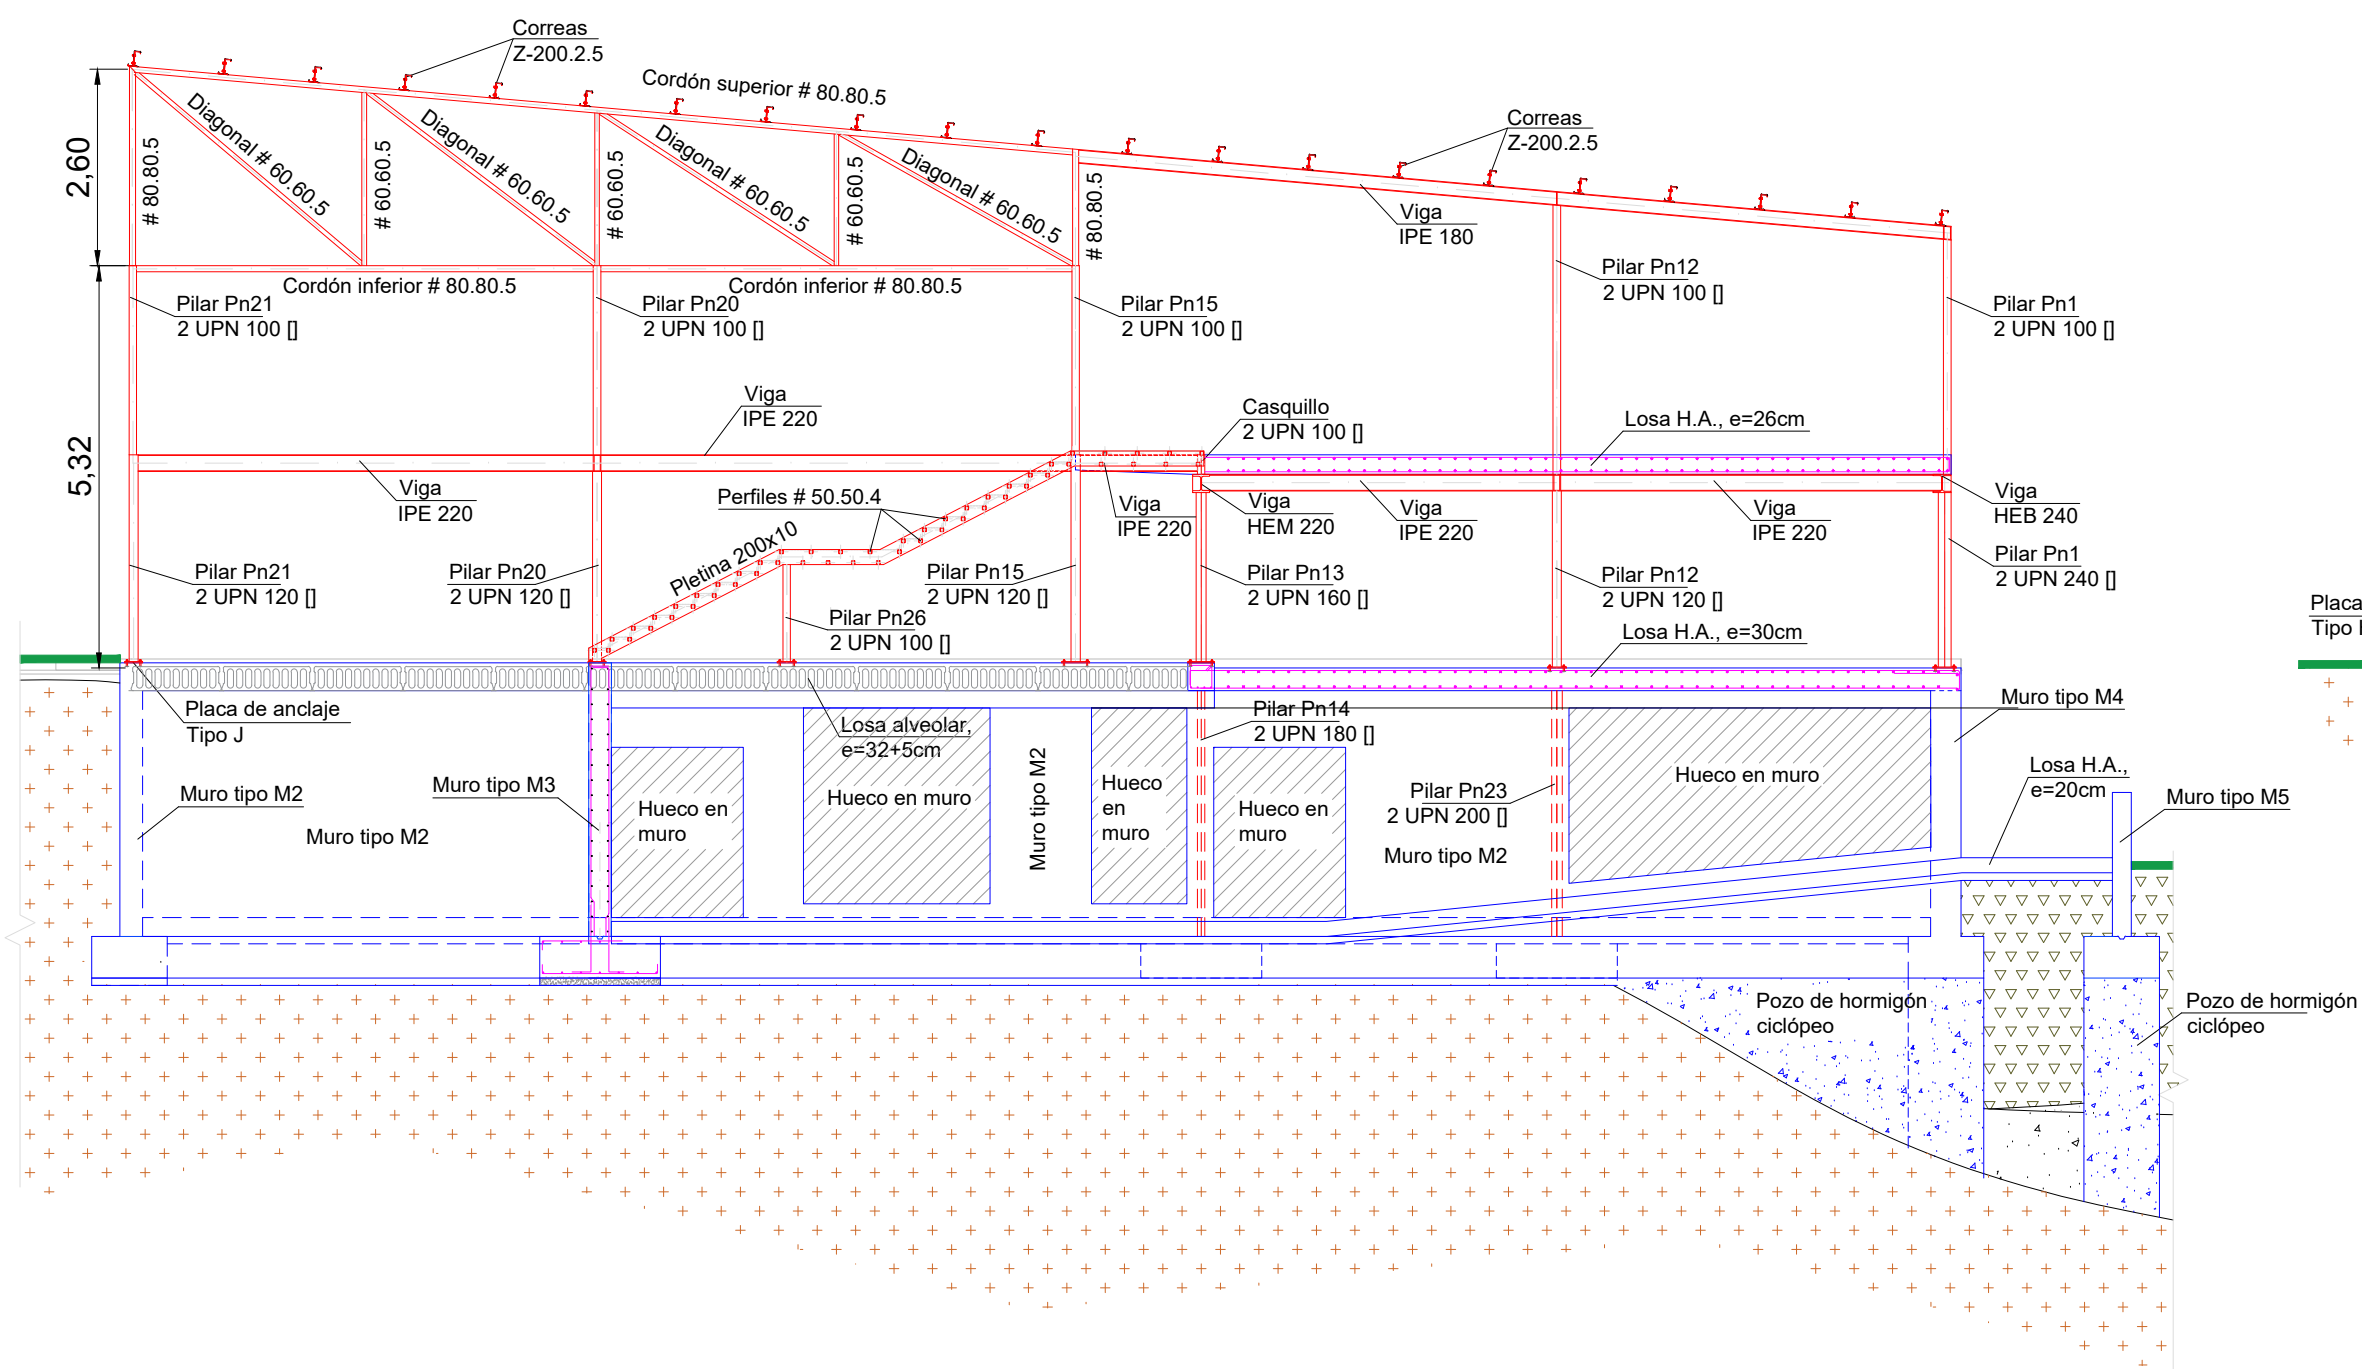 Correas
Z-200.2.5
Cordón superior # 80.80.5
Correas
Z-200.2.5
2,60
Diagonal # 60.60.5
Diagonal # 60.60.5
Diagonal # 60.60.5
Diagonal # 60.60.5
# 80.80.5
# 60.60.5
# 60.60.5
# 60.60.5
# 80.80.5
Viga
IPE 180
Cordón inferior # 80.80.5
Cordón inferior # 80.80.5
Pilar Pn21
2 UPN 100 []
Pilar Pn20
2 UPN 100 []
Pilar Pn15
2 UPN 100 []
Pilar Pn12
2 UPN 100 []
Pilar Pn1
2 UPN 100 []
5,32
Viga
IPE 220
Casquillo
2 UPN 100 []
Losa H.A., e=26cm
Viga
IPE 220
Perfiles # 50.50.4
Pletina 200x10
Viga
IPE 220
Viga
HEM 220
Viga
IPE 220
Viga
IPE 220
Viga
HEB 240
Pilar Pn21
2 UPN 120 []
Pilar Pn20
2 UPN 120 []
Pilar Pn26
2 UPN 100 []
Pilar Pn15
2 UPN 120 []
Pilar Pn13
2 UPN 160 []
Pilar Pn12
2 UPN 120 []
Pilar Pn1
2 UPN 240 []
Losa H.A., e=30cm
Placa
Tipo
Placa de anclaje
Tipo J
Losa alveolar,
e=32+5cm
Pilar Pn14
2 UPN 180 []
Muro tipo M4
Muro tipo M2
Muro tipo M2
Muro tipo M3
Hueco en
muro
Hueco en muro
Muro tipo M2
Hueco
en
muro
Hueco en
muro
Pilar Pn23
2 UPN 200 []
Muro tipo M2
Hueco en muro
Losa H.A.,
e=20cm
Muro tipo M5
Pozo de hormigón
ciclópeo
Pozo de hormigón
ciclópeo